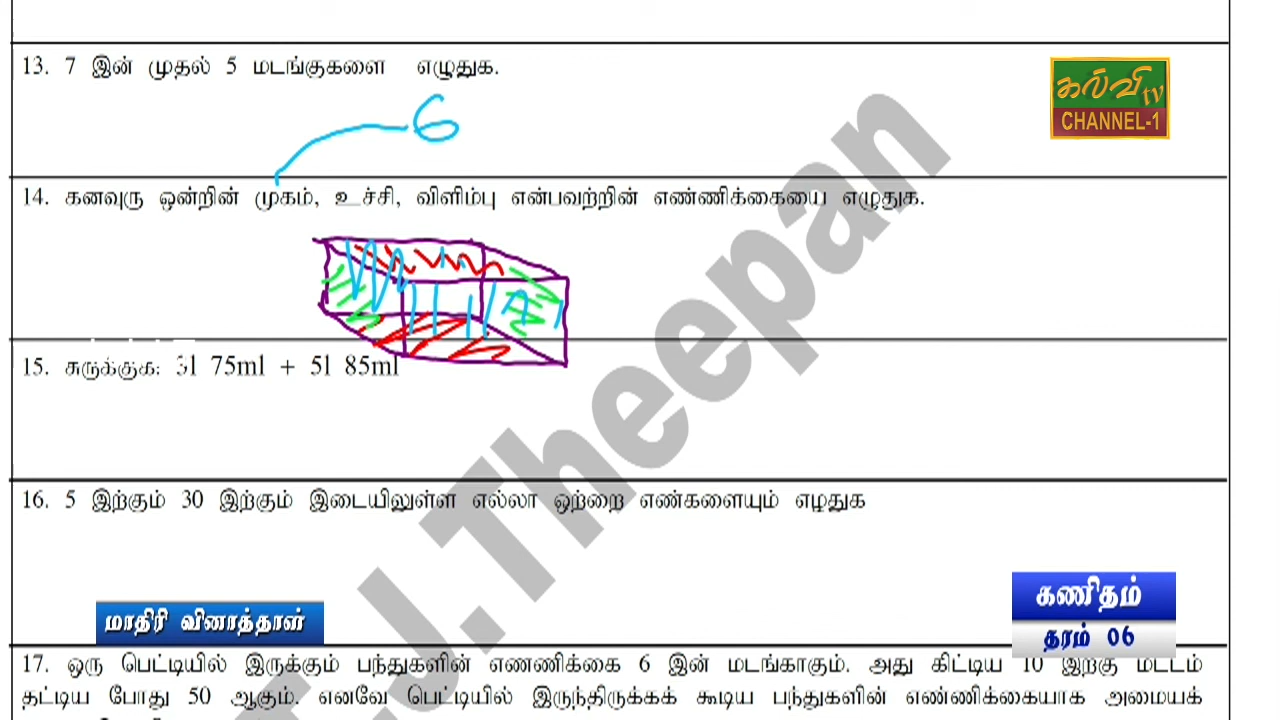 13. 7 இன் முதல் 5 மடங்குகளை எழுதுக.
கல்வி tv
CHANNEL-1
6
14. கனவுரு ஒன்றின் முகம், உச்சி, விளிம்பு என்பவற்றின் எண்ணிக்கையை எழுதுக.
15. சுருக்குக: 3l 75ml + 5l 85ml
16. 5 இற்கும் 30 இற்கும் இடையிலுள்ள எல்லா ஒற்றை எண்களையும் எழதுக
T.J.Theepan
மாதிரி வினாத்தாள்
கணிதம்
தரம் 06
17. ஒரு பெட்டியில் இருக்கும் பந்துகளின் எணணிக்கை 6 இன் மடங்காகும். அது கிட்டிய 10 இற்கு மட்டம்
தட்டிய போது 50 ஆகும். எனவே பெட்டியில் இருந்திருக்கக் கூடிய பந்துகளின் எண்ணிக்கையாக அமையக்